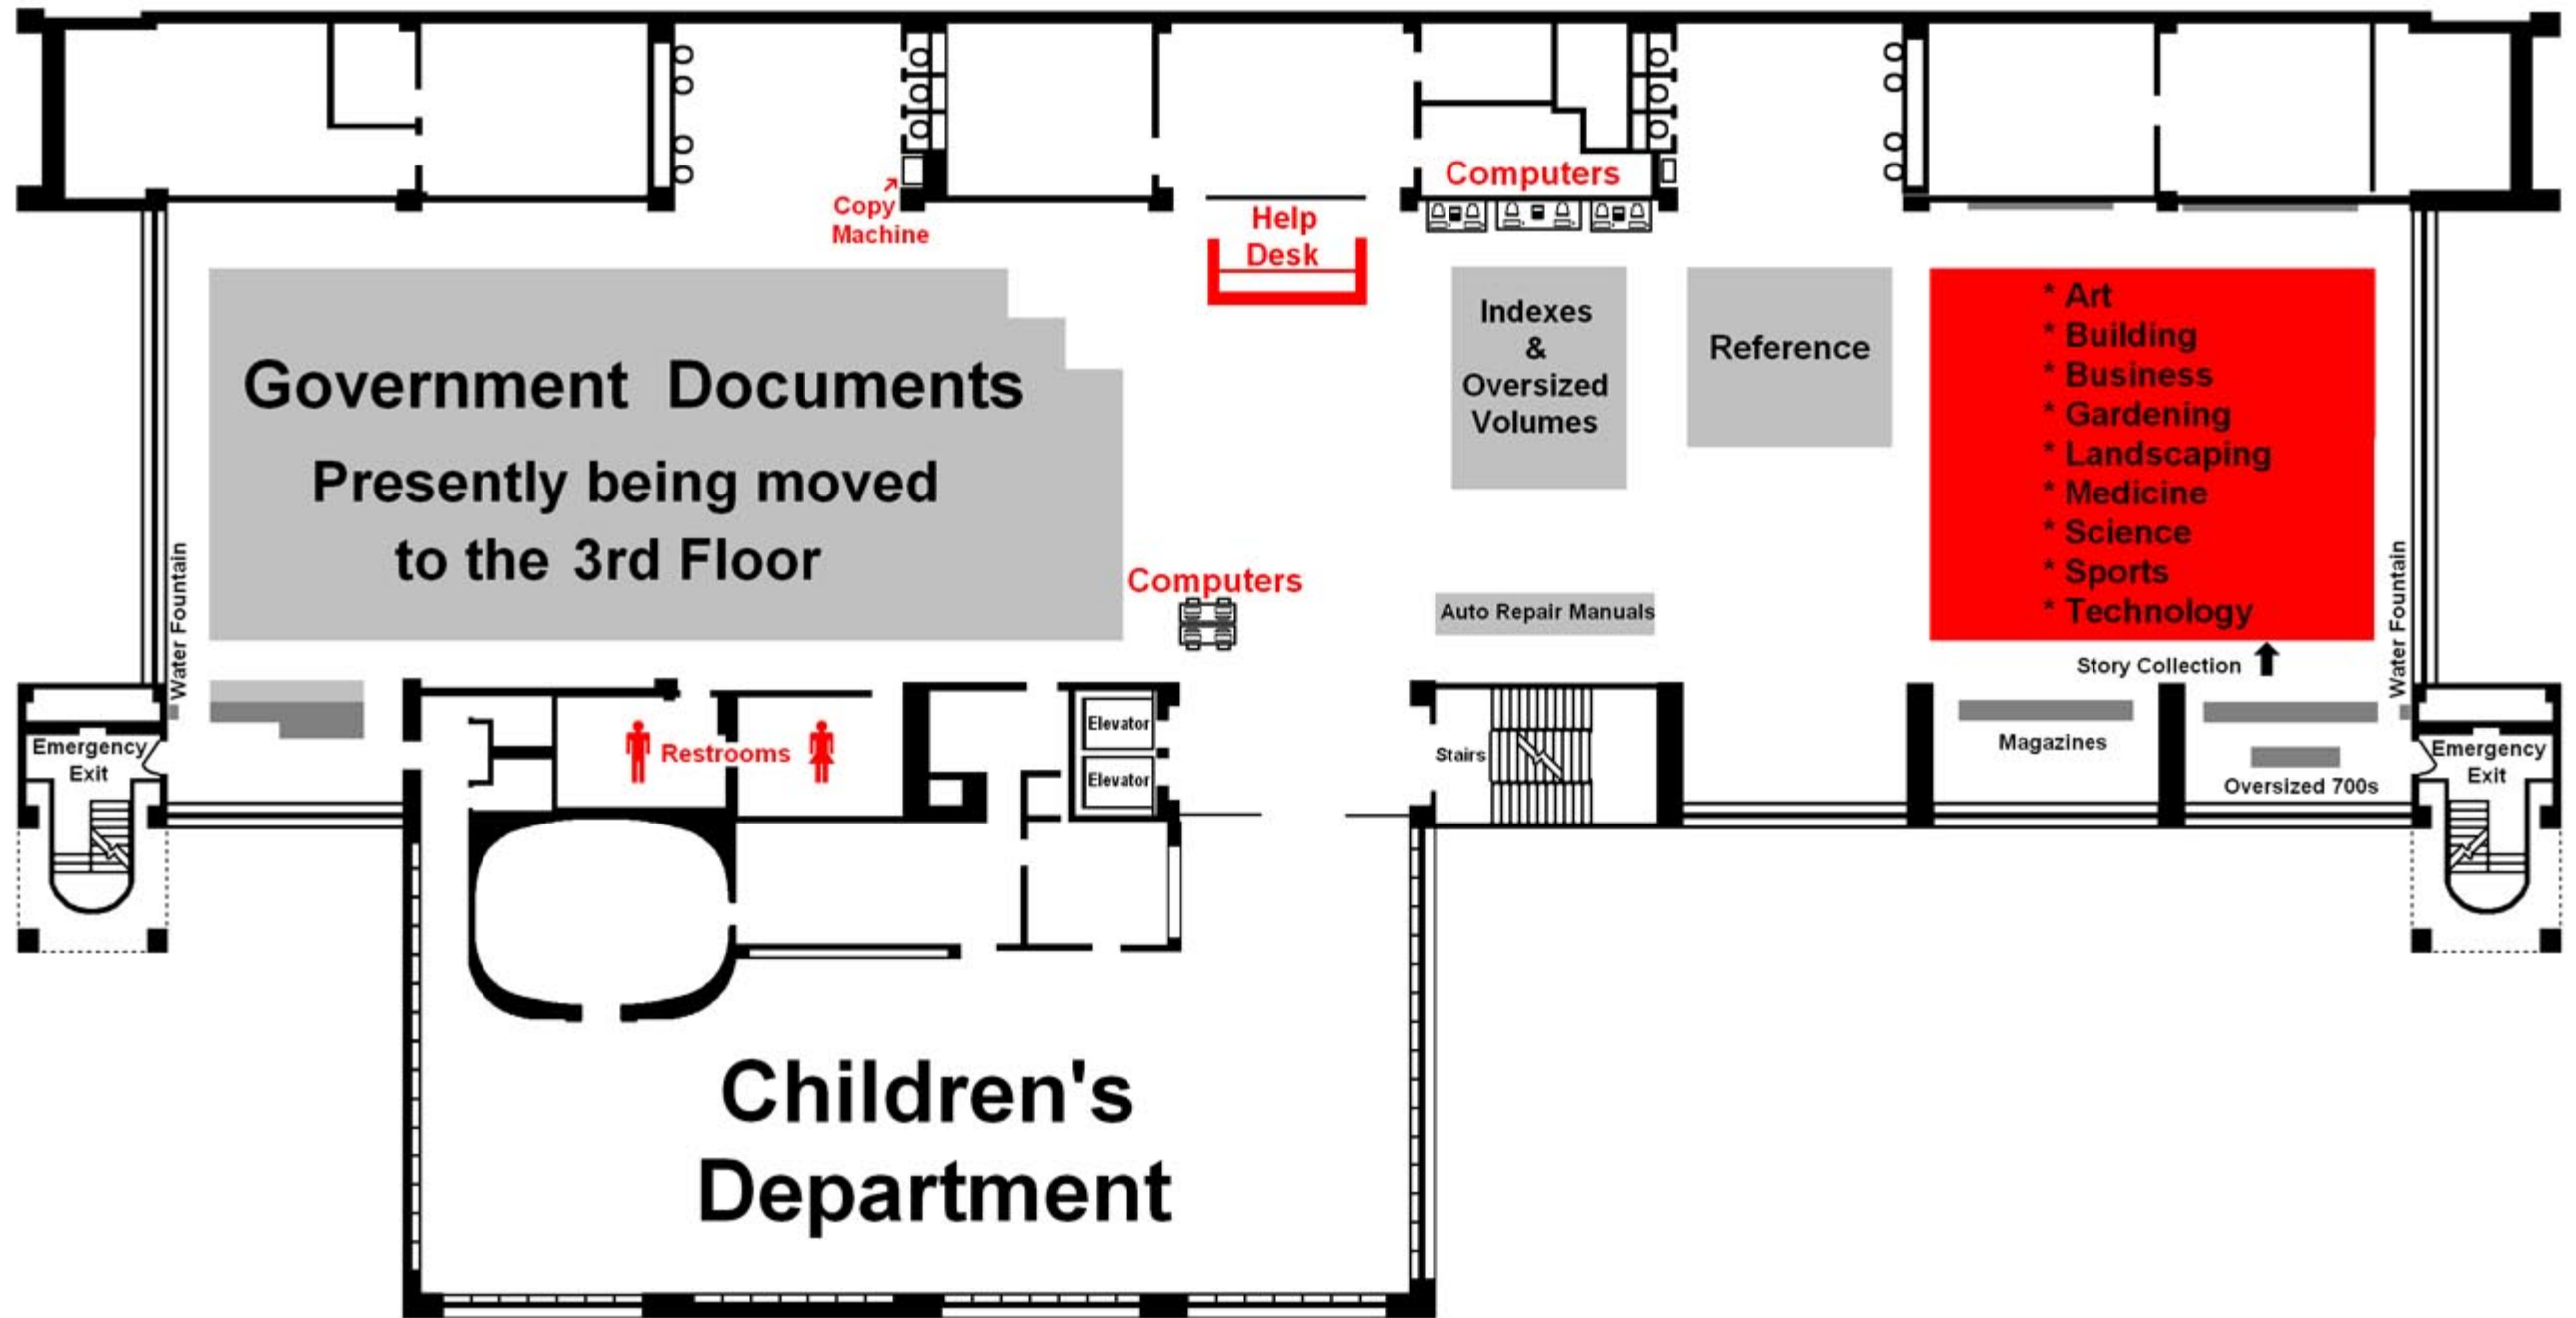 Computers
Copy
Machine
Help
Desk
Government Documents
Presently being moved
to the 3rd Floor
Indexes
&
Oversized
Volumes
Reference
* Art
* Building
* Business
* Gardening
* Landscaping
* Medicine
* Science
* Sports
* Technology
Water Fountain
Computers
Auto Repair Manuals
Story Collection
Water Fountain
Emergency
Exit
Restrooms
Elevator
Elevator
Stairs
Magazines
Oversized 700s
Emergency
Exit
Children's
Department